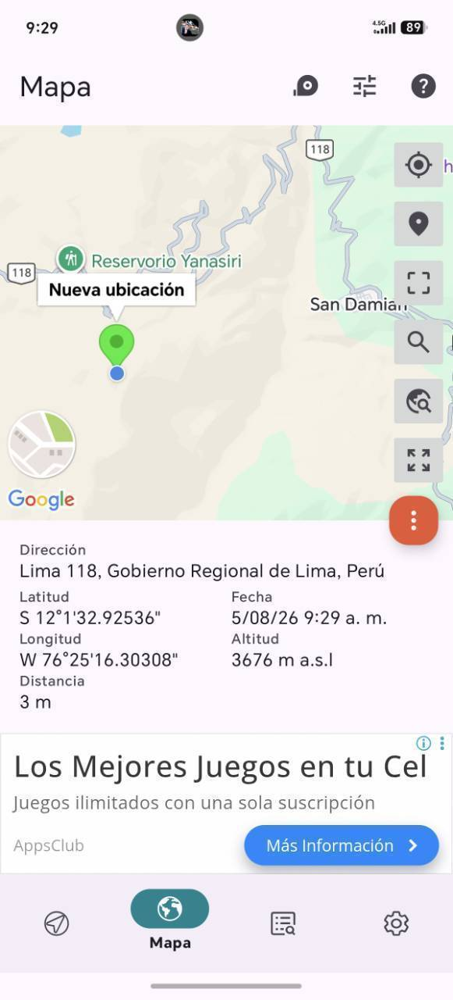 9:29
4.5G
89
Mapa
118
Reservorio Yanasiri
118
Nueva ubicación
San Damián
Google
Dirección
Lima 118, Gobierno Regional de Lima, Perú
Latitud
Fecha
S 12°1'32.92536"
5/08/26 9:29 a. m.
Longitud
Altitud
W 76°25'16.30308"
3676 m a.s.l
Distancia
3 m
Los Mejores Juegos en tu Cel
Juegos ilimitados con una sola suscripción
AppsClub
Más Información
Mapa